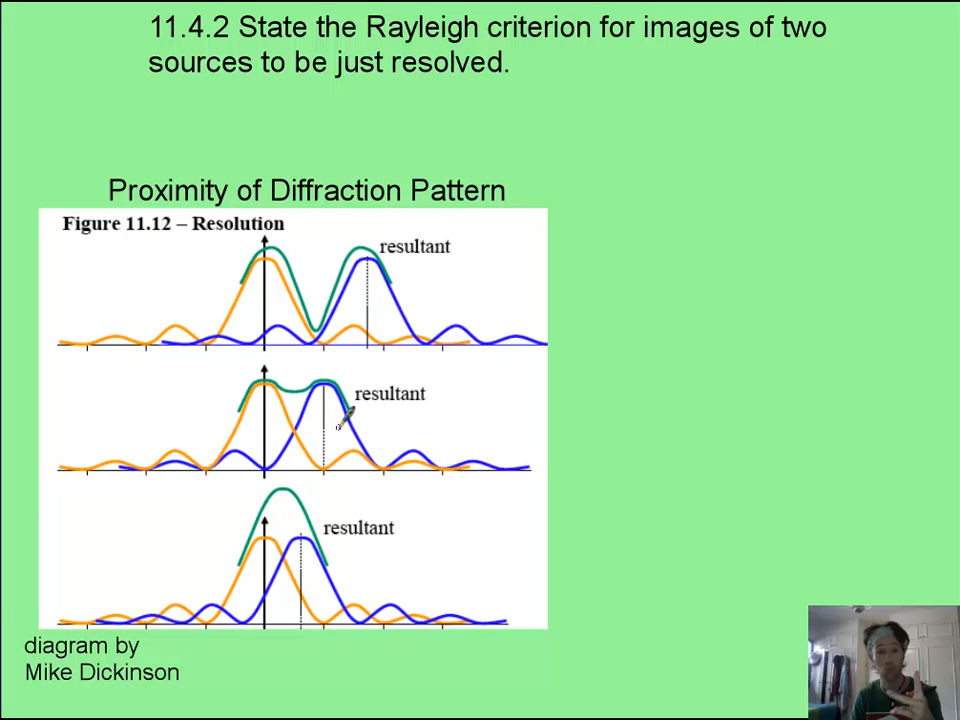 11.4.2 State the Rayleigh criterion for images of two
sources to be just resolved.
Proximity of Diffraction Pattern
Figure 11.12 – Resolution
resultant
resultant
resultant
diagram by
Mike Dickinson